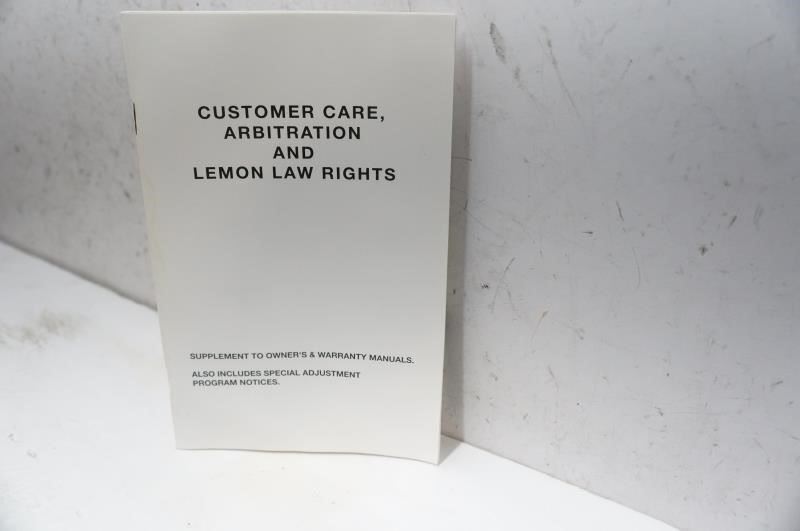 CUSTOMER CARE,
ARBITRATION
AND
LEMON LAW RIGHTS
SUPPLEMENT TO OWNER'S & WARRANTY MANUALS.
ALSO INCLUDES SPECIAL ADJUSTMENT
PROGRAM NOTICES.